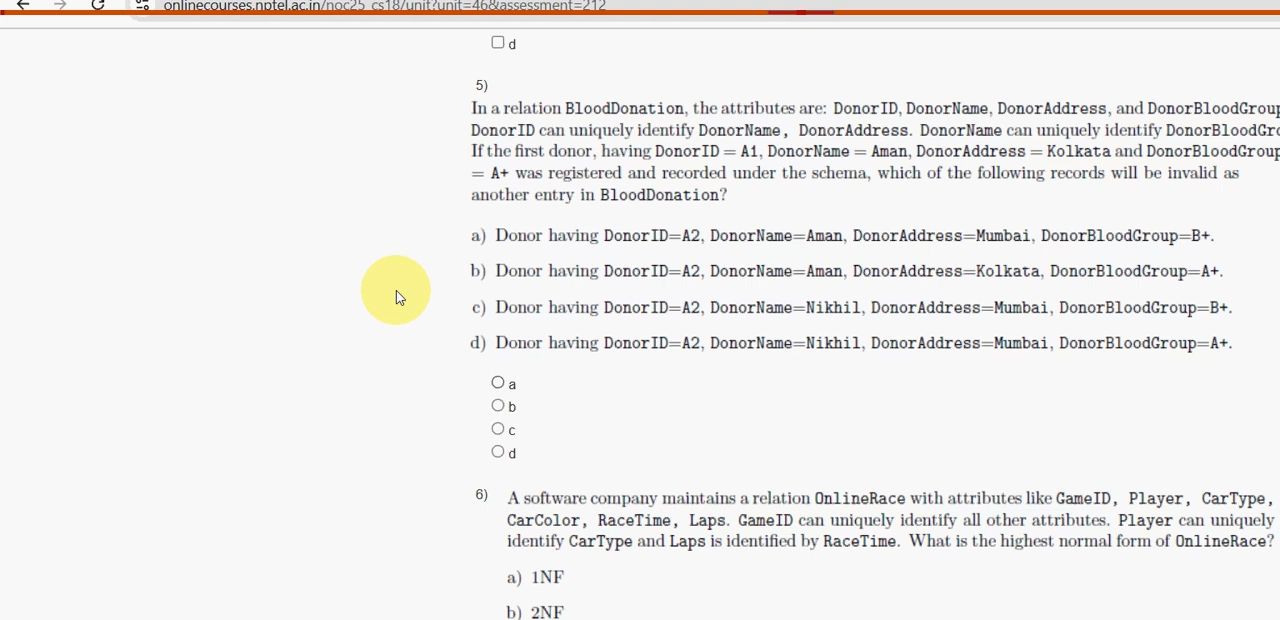 onlinecourses.nptel.ac.in/noc25_cs18/unit?unit=46&assessment=212
d
5)
In a relation BloodDonation, the attributes are: DonorID, DonorName, DonorAddress, and DonorBloodGroup
DonorID can uniquely identify DonorName, DonorAddress. DonorName can uniquely identify DonorBloodGro
If the first donor, having DonorID = A1, DonorName = Aman, DonorAddress = Kolkata and DonorBloodGroup
= A+ was registered and recorded under the schema, which of the following records will be invalid as
another entry in BloodDonation?
a) Donor having DonorID=A2, DonorName=Aman, DonorAddress=Mumbai, DonorBloodGroup=B+.
b) Donor having DonorID=A2, DonorName=Aman, DonorAddress=Kolkata, DonorBloodGroup=A+.
c) Donor having DonorID=A2, DonorName=Nikhil, DonorAddress=Mumbai, DonorBloodGroup=B+.
d) Donor having DonorID=A2, DonorName=Nikhil, DonorAddress=Mumbai, DonorBloodGroup=A+.
a
b
c
d
6) A software company maintains a relation OnlineRace with attributes like GameID, Player, CarType,
CarColor, RaceTime, Laps. GameID can uniquely identify all other attributes. Player can uniquely
identify CarType and Laps is identified by RaceTime. What is the highest normal form of OnlineRace?
a) 1NF
b) 2NF